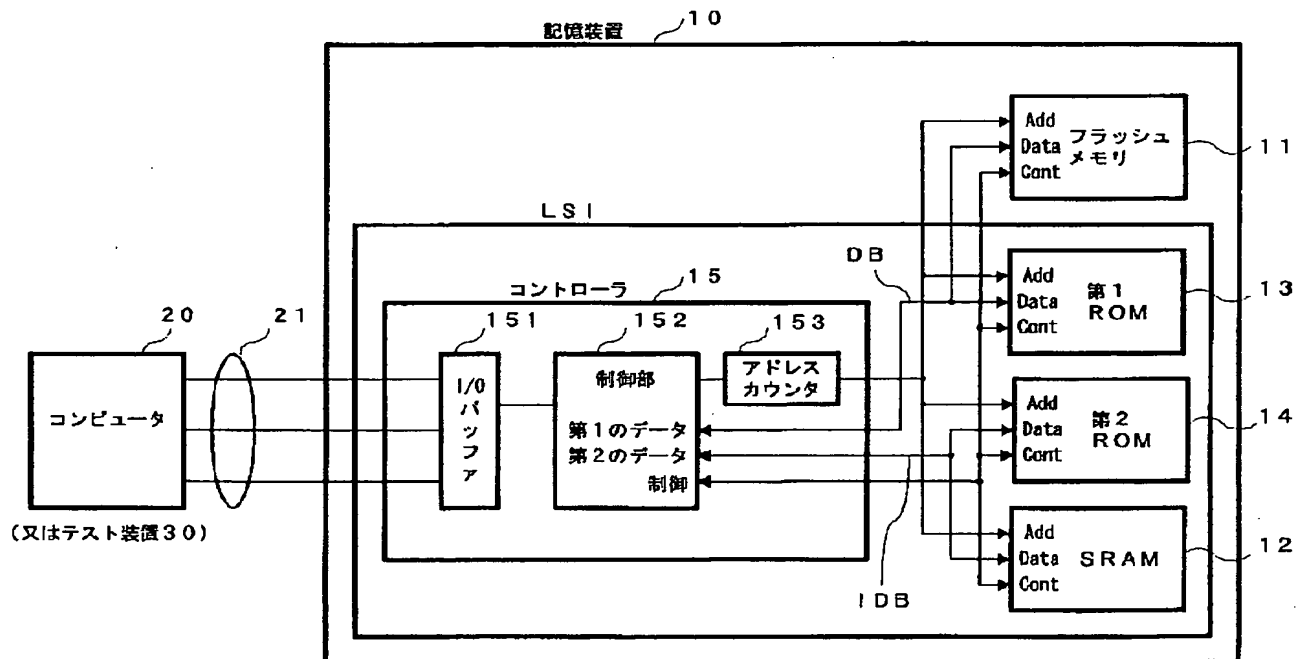 記憶装置
10
Add
Data
Cont
フラッシュ
メモリ
11
LSI
DB
Add
Data
Cont
第1
ROM
13
コントローラ
15
20
21
151
152
153
コンピュータ
I/O
バッファ
制御部
アドレス
カウンタ
第1のデータ
第2のデータ
制御
Add
Data
Cont
第2
ROM
14
(又はテスト装置30)
Add
Data
Cont
SRAM
12
IDB